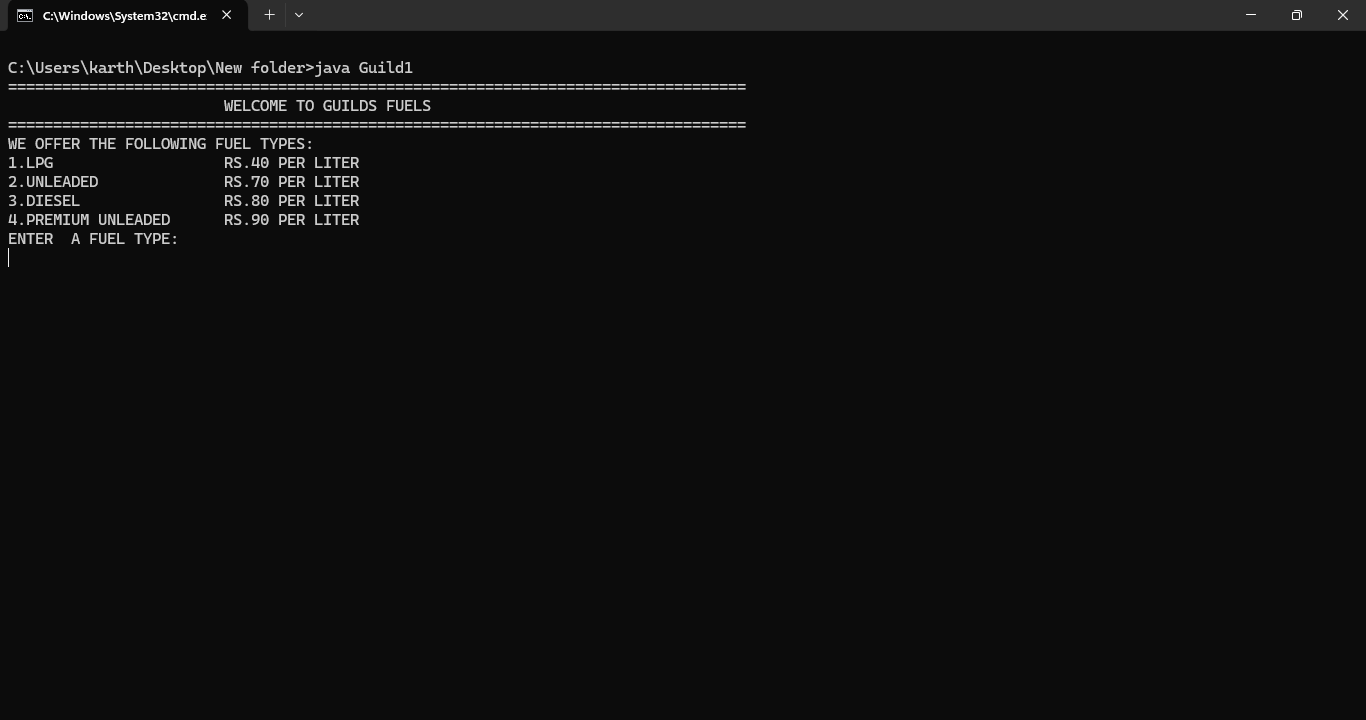 C:\Windows\System32\cmd.e
C:\Users\karth\Desktop\New folder>java Guild1
==================================================================================
WELCOME TO GUILDS FUELS
==================================================================================
WE OFFER THE FOLLOWING FUEL TYPES:
1.LPG                   RS.40 PER LITER
2.UNLEADED              RS.70 PER LITER
3.DIESEL                RS.80 PER LITER
4.PREMIUM UNLEADED      RS.90 PER LITER
ENTER  A FUEL TYPE: